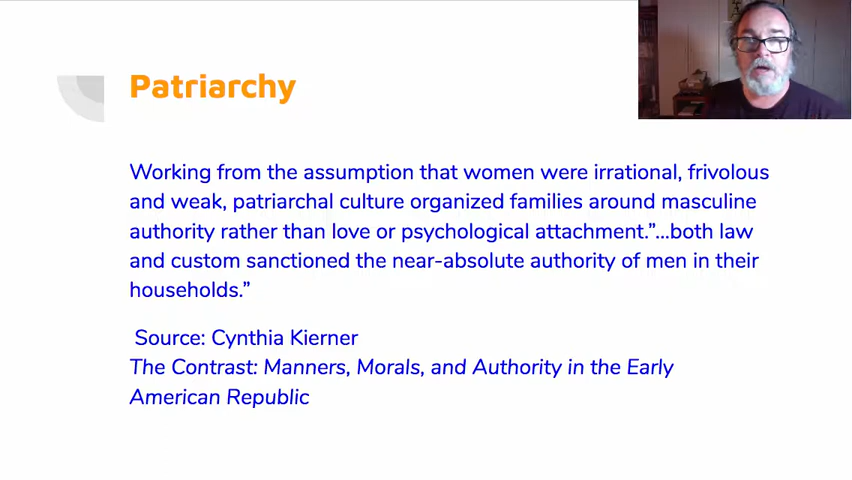 Patriarchy
Working from the assumption that women were irrational, frivolous
and weak, patriarchal culture organized families around masculine
authority rather than love or psychological attachment.”...both law
and custom sanctioned the near-absolute authority of men in their
households.”
Source: Cynthia Kierner
The Contrast: Manners, Morals, and Authority in the Early
American Republic